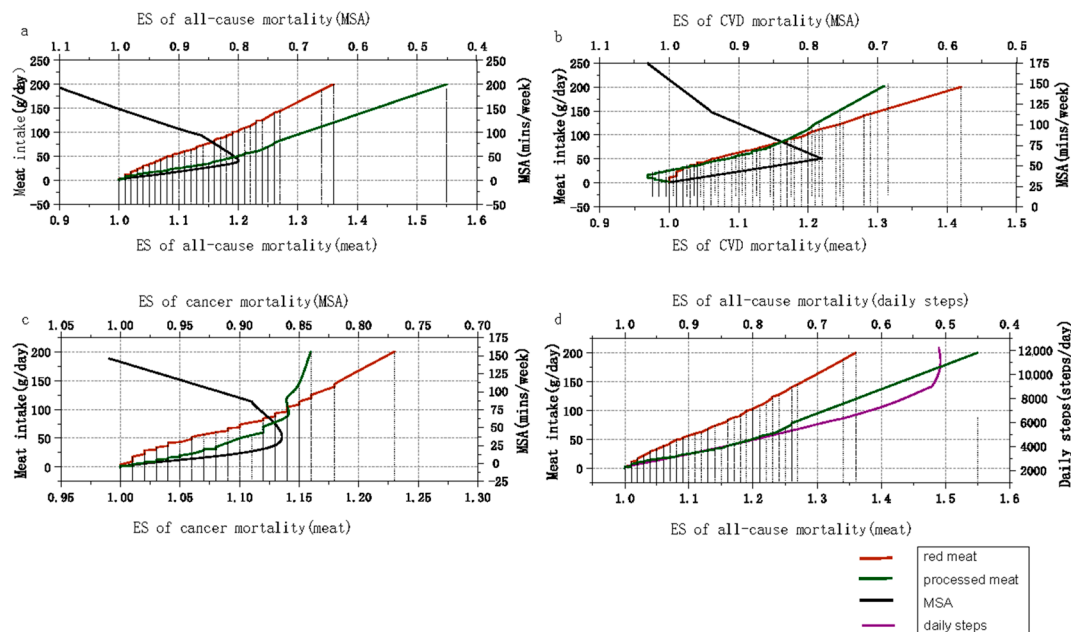 ES of all-cause mortality(MSA)
a
1.1 1.0 0.9 0.8 0.7 0.6 0.5 0.4
Meat intake(g/day)
250
200
150
100
50
0
-50
250
200
150
100
50
0
-50
MSA(mins/week)
0.9 1.0 1.1 1.2 1.3 1.4 1.5 1.6
ES of all-cause mortality(meat)
ES of CVD mortality(MSA)
b
1.1 1.0 0.9 0.8 0.7 0.6 0.5
Meat intake(g/day)
250
200
150
100
50
0
-50
175
150
125
100
75
50
25
0
MSA(mins/week)
0.9 1.0 1.1 1.2 1.3 1.4 1.5
ES of CVD mortality(meat)
ES of cancer mortality(MSA)
c
1.05 1.00 0.95 0.90 0.85 0.80 0.75 0.70
Meat intake(g/day)
200
150
100
50
0
175
150
125
100
75
50
25
0
-25
MSA(mins/week)
0.96 1.00 1.05 1.10 1.15 1.20 1.25 1.30
ES of cancer mortality(meat)
ES of all-cause mortality(daily steps)
d
1.0 0.9 0.8 0.7 0.6 0.5 0.4
Meat intake(g/day)
200
150
100
50
0
12000
10000
8000
6000
4000
2000
Daily steps(steps/day)
1.0 1.1 1.2 1.3 1.4 1.5 1.6
ES of all-cause mortality(meat)
red meat
processed meat
MSA
daily steps